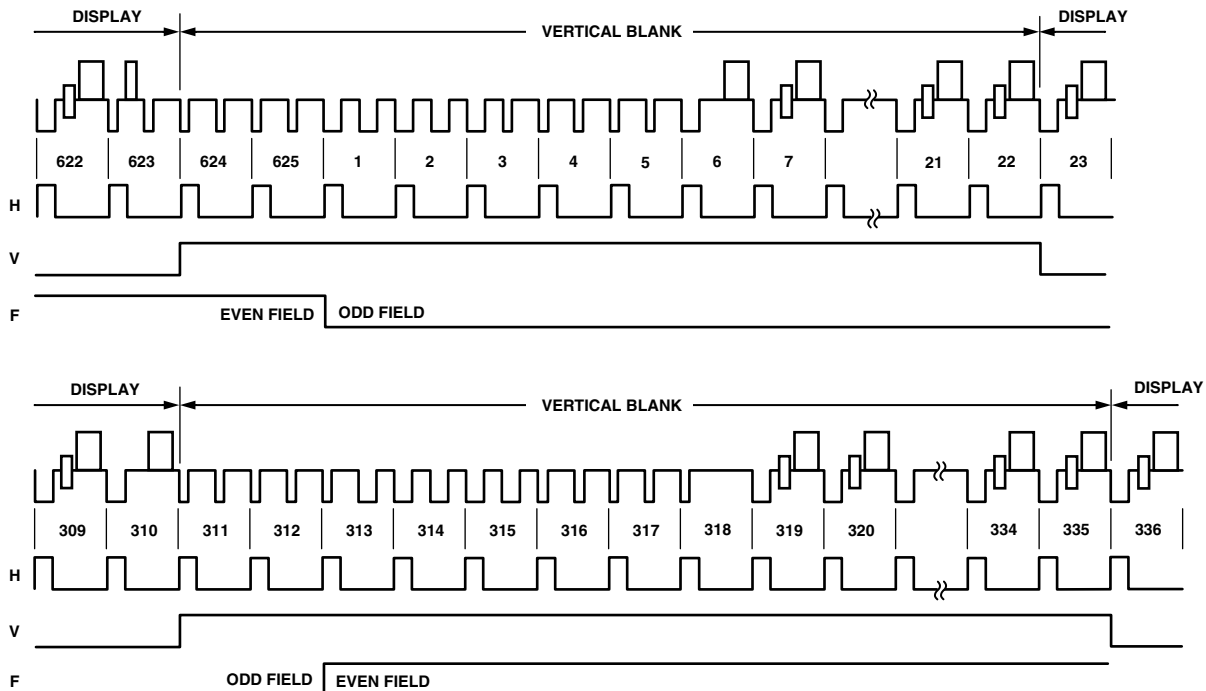 DISPLAY VERTICAL BLANK DISPLAY
622 623 624 625 1 2 3 4 5 6 7 21 22 23
H
V
F EVEN FIELD ODD FIELD
DISPLAY VERTICAL BLANK DISPLAY
309 310 311 312 313 314 315 316 317 318 319 320 334 335 336
H
V
F ODD FIELD EVEN FIELD